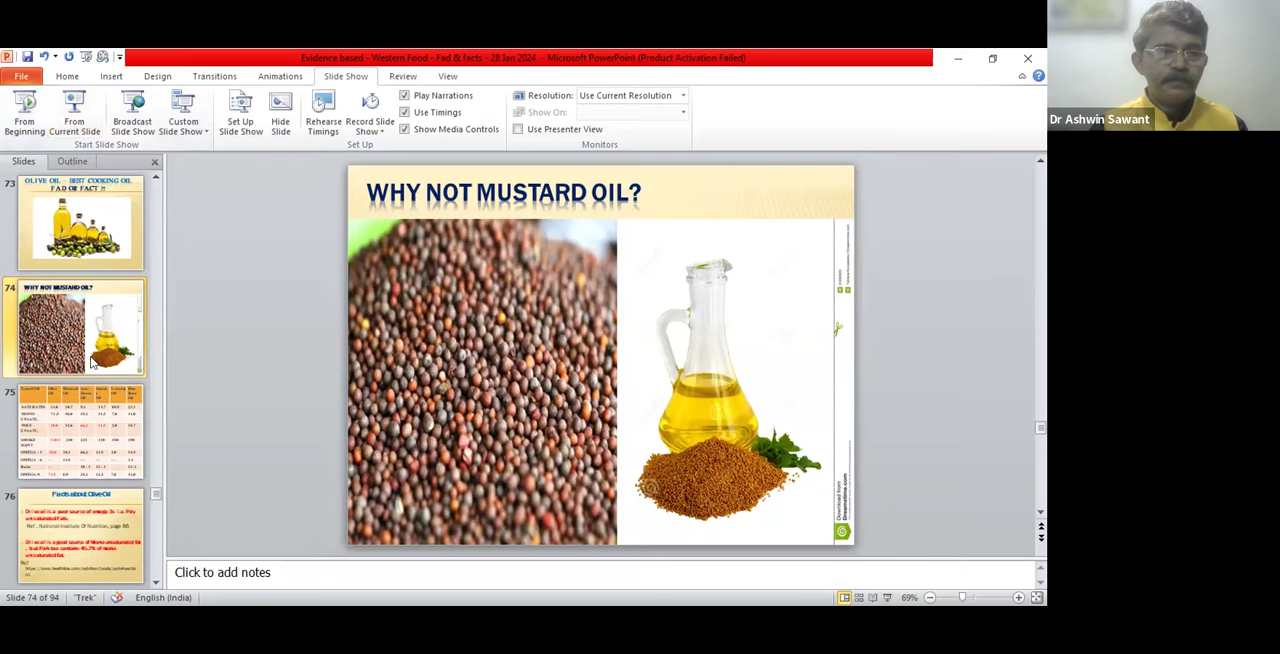 Evidence based - Western Food - Fad & facts - 28 Jan 2024 - Microsoft PowerPoint (Product Activation Failed)
File Home Insert Design Transitions Animations Slide Show Review View
From Beginning
From Current Slide
Broadcast Slide Show
Custom Slide Show
Set Up Slide Show
Hide Slide
Rehearse Timings
Record Slide Show
Play Narrations
Use Timings
Show Media Controls
Resolution: Use Current Resolution
Show On:
Use Presenter View
Start Slide Show
Set Up
Monitors
Dr Ashwin Sawant
Slides Outline
73
OLIVE OIL - BEST COOKING OIL
FAD OR FACT ?!
74
WHY NOT MUSTARD OIL?
75
76
Facts about Olive Oil
WHY NOT MUSTARD OIL?
Download from
Dreamstime.com
Click to add notes
Slide 74 of 94 "Trek" English (India) 69%